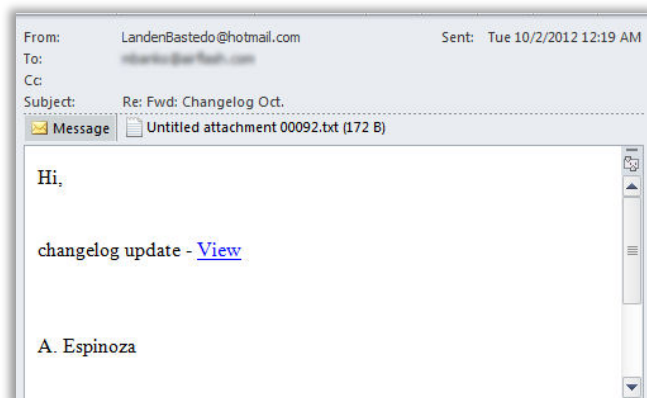 From: LandenBastedo@hotmail.com Sent: Tue 10/2/2012 12:19 AM
To:
Cc:
Subject: Re: Fwd: Changelog Oct.
Message Untitled attachment 00092.txt (172 B)
Hi,
changelog update - View
A. Espinoza